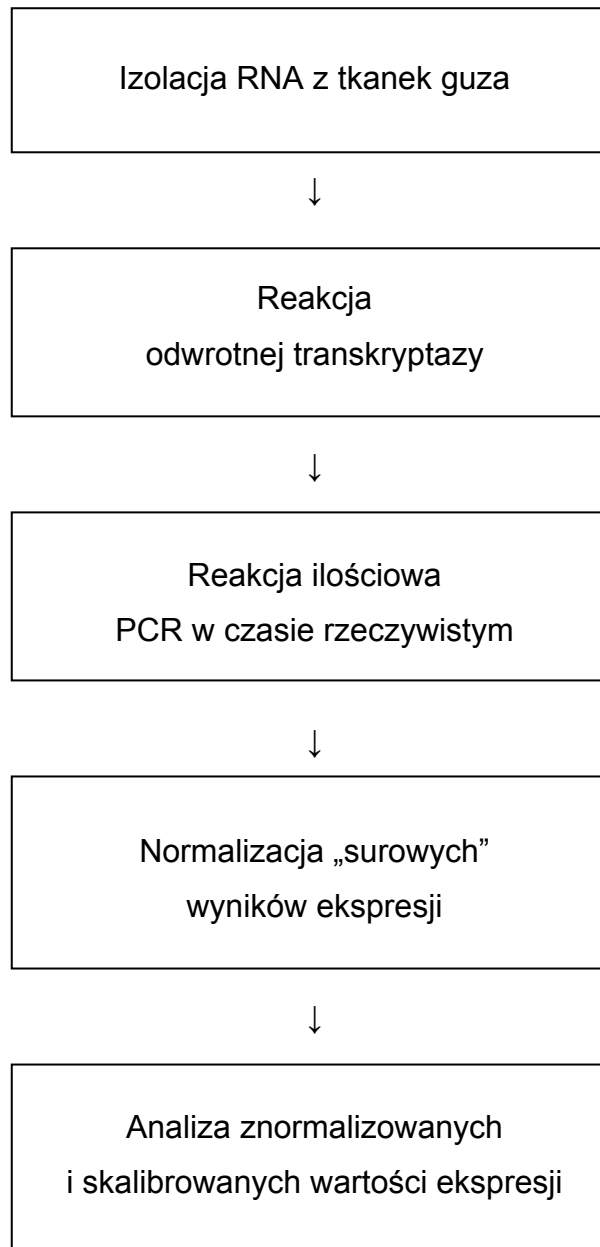 Izolacja RNA z tkanek guza
↓
Reakcja
odwrotnej transkryptazy
↓
Reakcja ilościowa
PCR w czasie rzeczywistym
↓
Normalizacja „surowych”
wyników ekspresji
↓
Analiza znormalizowanych
i skalibrowanych wartości ekspresji